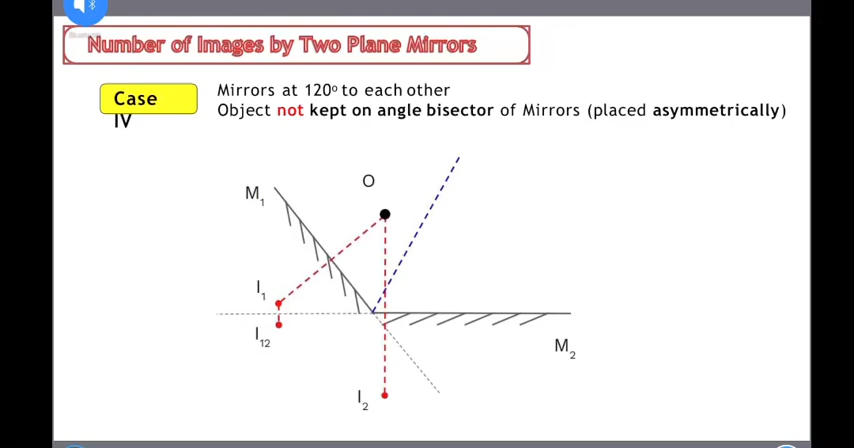 Number of Images by Two Plane Mirrors
Case
IV
Mirrors at 120° to each other
Object not kept on angle bisector of Mirrors (placed asymmetrically)
O
M1
I1
I12
M2
I2